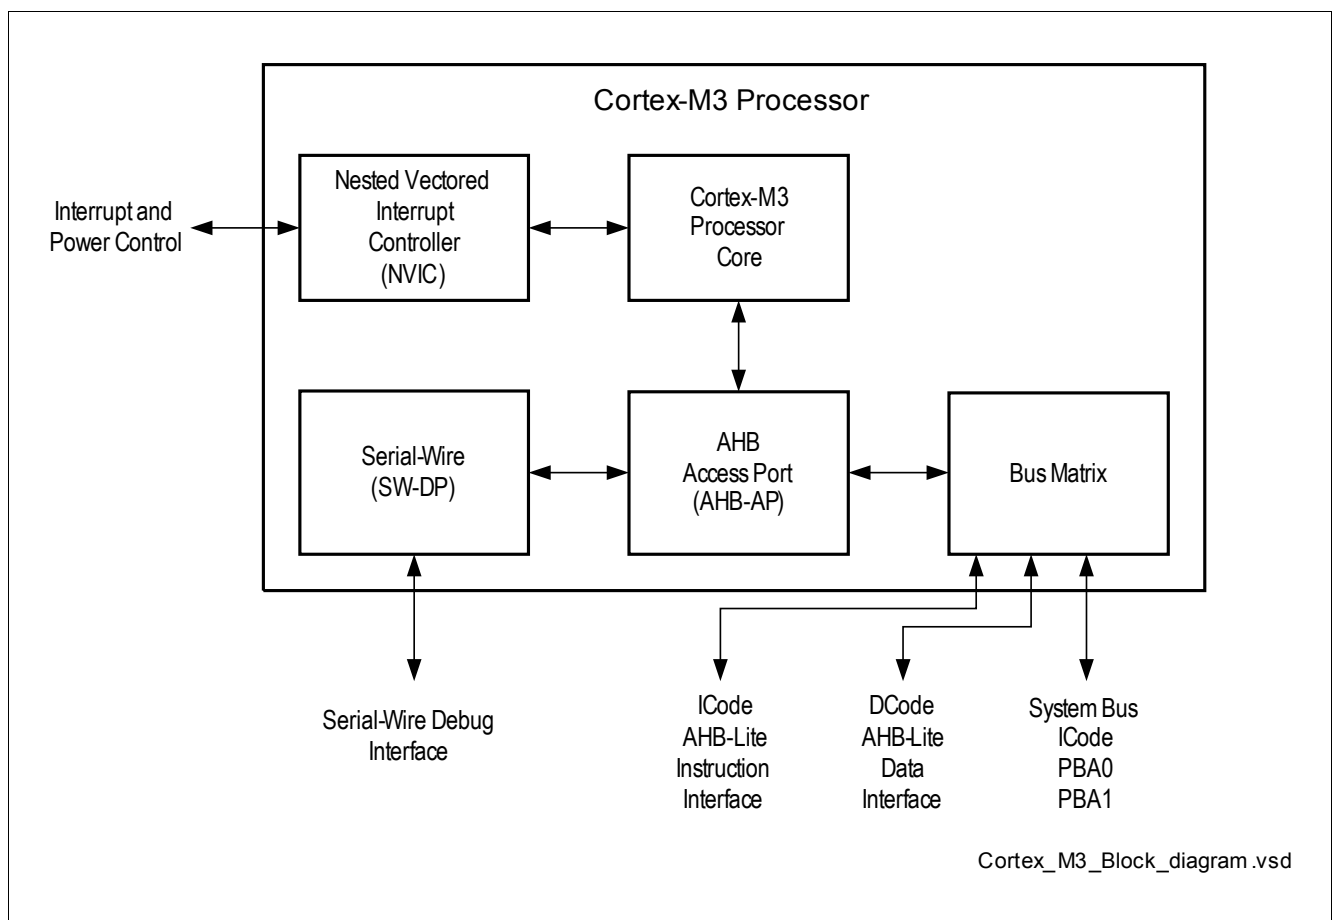 Cortex-M3 Processor
Nested Vectored
Interrupt
Controller
(NVIC)
Cortex-M3
Processor
Core
Interrupt and
Power Control
Serial-Wire
(SW-DP)
AHB
Access Port
(AHB-AP)
Bus Matrix
Serial-Wire Debug
Interface
ICode
AHB-Lite
Instruction
Interface
DCode
AHB-Lite
Data
Interface
System Bus
ICode
PBA0
PBA1
Cortex_M3_Block_diagram.vsd